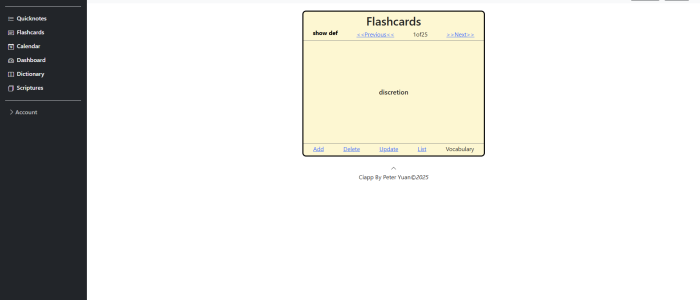 Quicknotes
Flashcards
Calendar
Dashboard
Dictionary
Scriptures
Account
Flashcards
show def <<Previous<< 1of25 >>Next>>
discretion
Add Delete Update List Vocabulary
Clapp By Peter Yuan©2025